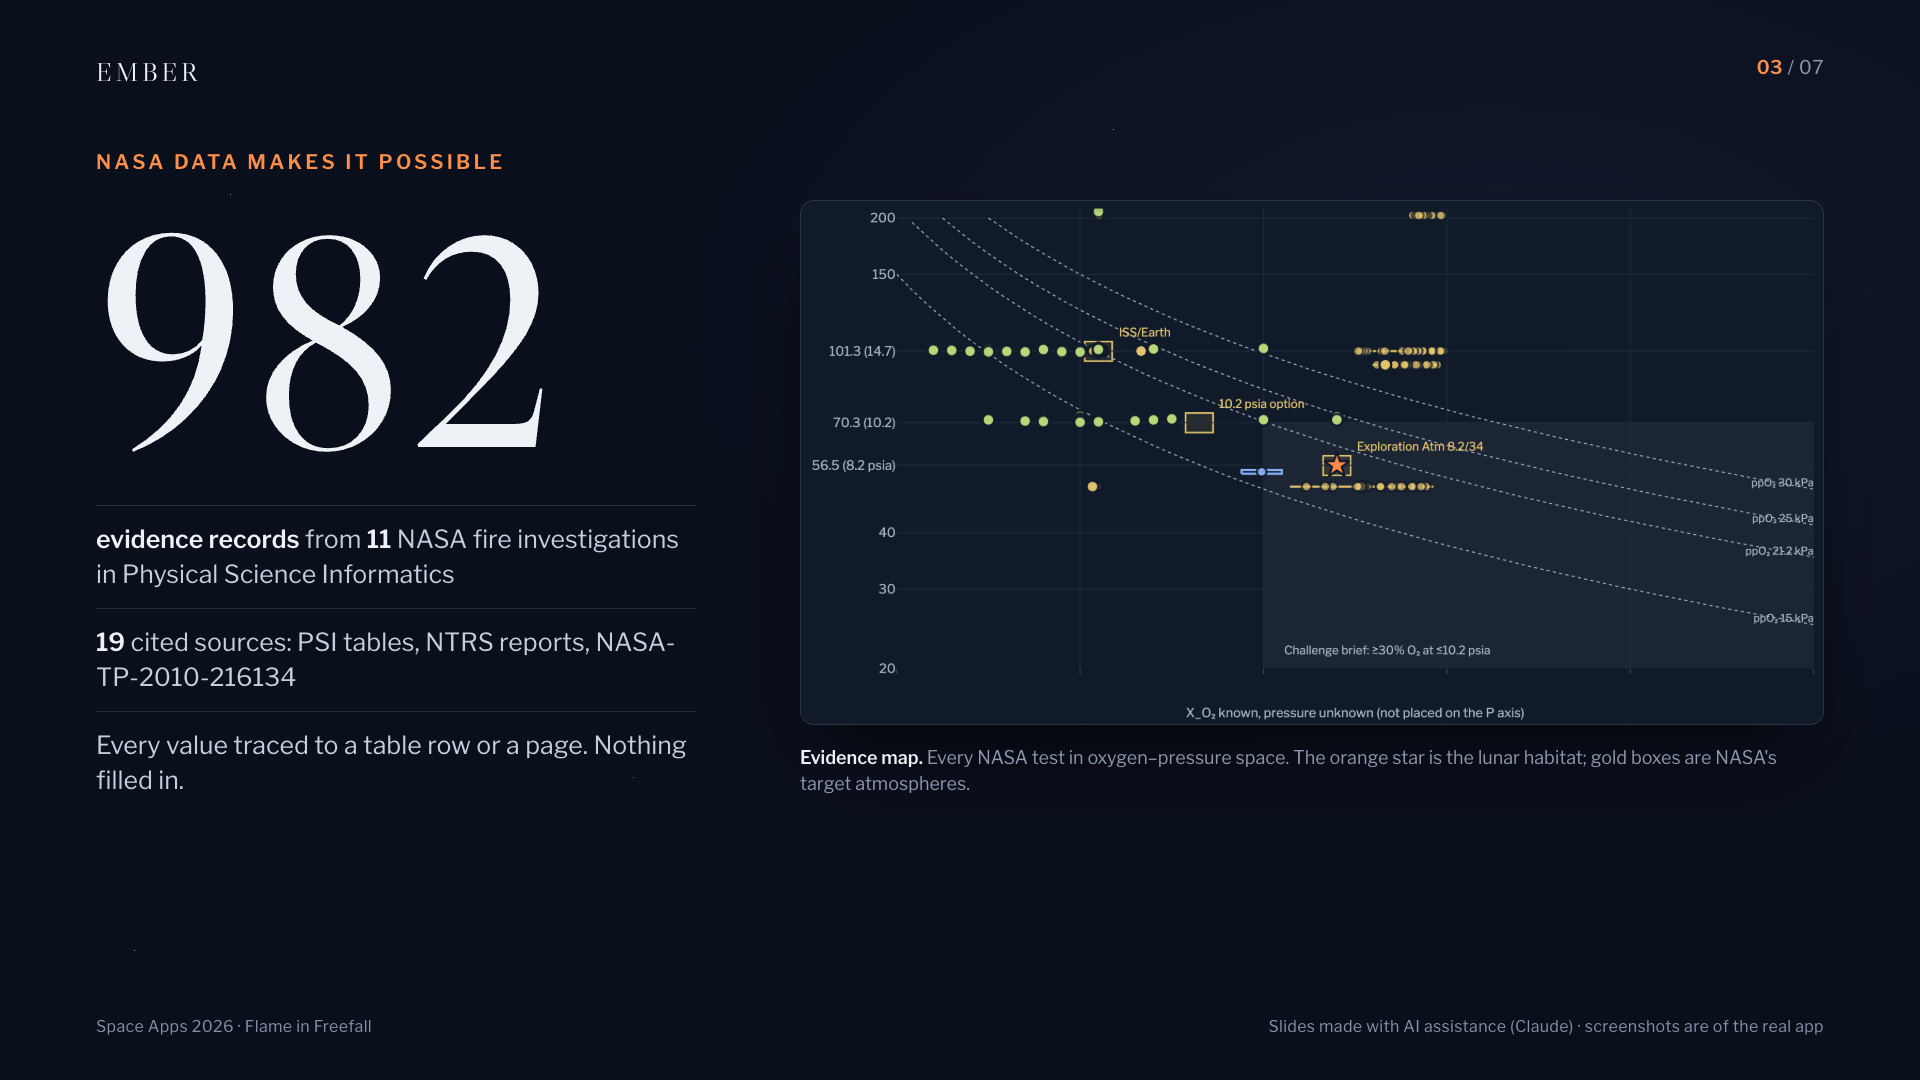 EMBER
03 / 07
NASA DATA MAKES IT POSSIBLE
982
evidence records from 11 NASA fire investigations
in Physical Science Informatics
19 cited sources: PSI tables, NTRS reports, NASA-
TP-2010-216134
Every value traced to a table row or a page. Nothing
filled in.
200
150
ISS/Earth
101.3 (14.7)
10.2 psia option
70.3 (10.2)
Exploration Atm 8.2/34
56.5 (8.2 psia)
ppO₂ 30 kPa
ppO₂ 25 kPa
40
ppO₂ 21.2 kPa
30
ppO₂ 15 kPa
Challenge brief: ≥30% O₂ at ≤10.2 psia
20
X_O₂ known, pressure unknown (not placed on the P axis)
Evidence map. Every NASA test in oxygen–pressure space. The orange star is the lunar habitat; gold boxes are NASA's
target atmospheres.
Space Apps 2026 · Flame in Freefall
Slides made with AI assistance (Claude) · screenshots are of the real app